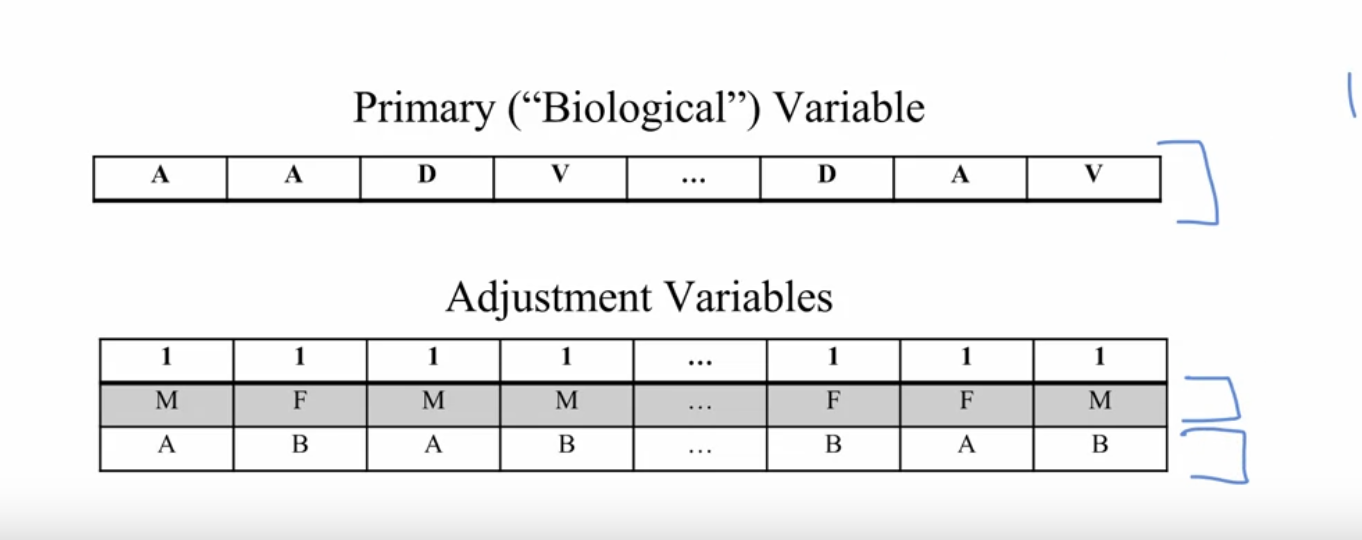 Primary (“Biological”) Variable
A A D V ... D A V
Adjustment Variables
1 1 1 1 ... 1 1 1
M F M M ... F F M
A B A B ... B A B